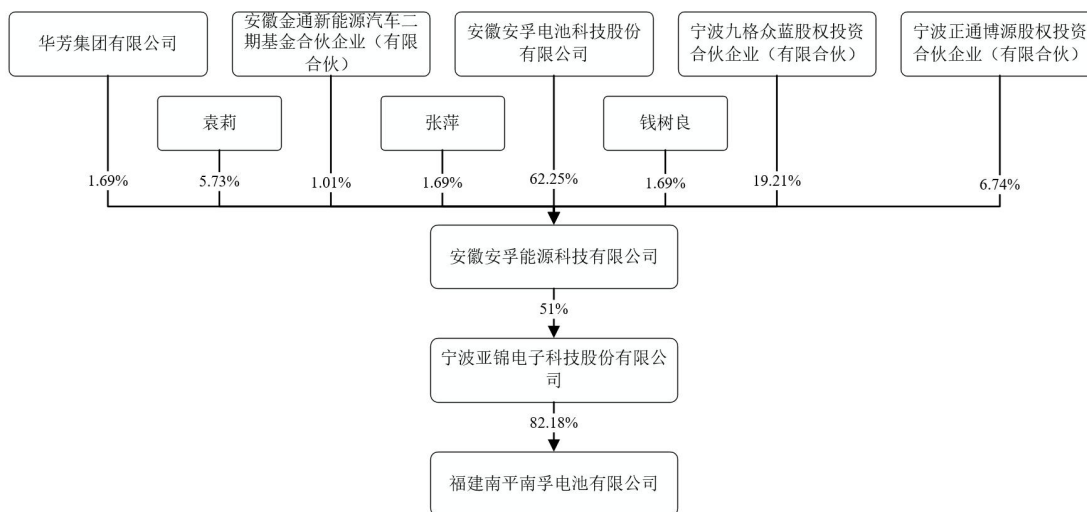 华芳集团有限公司
安徽金通新能源汽车二
期基金合伙企业（有限
合伙）
安徽安孚电池科技股份
有限公司
宁波九格众蓝股权投资
合伙企业（有限合伙）
宁波正通博源股权投资
合伙企业（有限合伙）
袁莉
张萍
钱树良
1.69%
5.73%
1.01%
1.69%
62.25%
1.69%
19.21%
6.74%
安徽安孚能源科技有限公司
51%
宁波亚锦电子科技股份有限公
司
82.18%
福建南平南孚电池有限公司